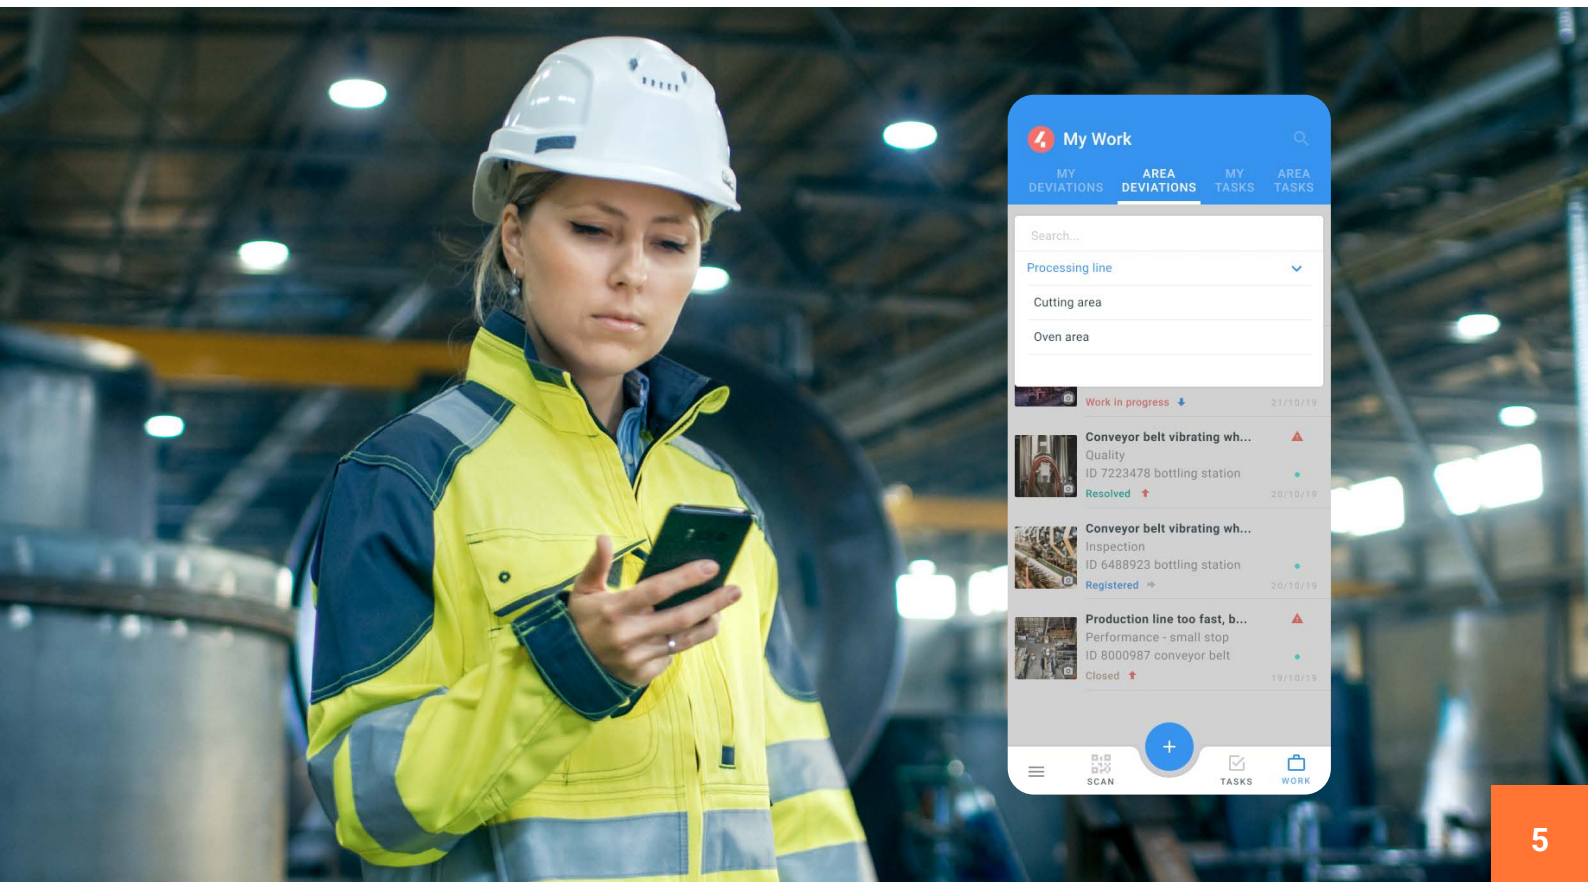 My Work
MY
DEVIATIONS
AREA
DEVIATIONS
MY
TASKS
AREA
TASKS
Search...
Processing line
Cutting area
Oven area
Work in progress
21/10/19
Conveyor belt vibrating wh...
Quality
ID 7223478 bottling station
Resolved
20/10/19
Conveyor belt vibrating wh...
Inspection
ID 6488923 bottling station
Registered
20/10/19
Production line too fast, b...
Performance - small stop
ID 8000987 conveyor belt
Closed
19/10/19
SCAN
TASKS
WORK
5